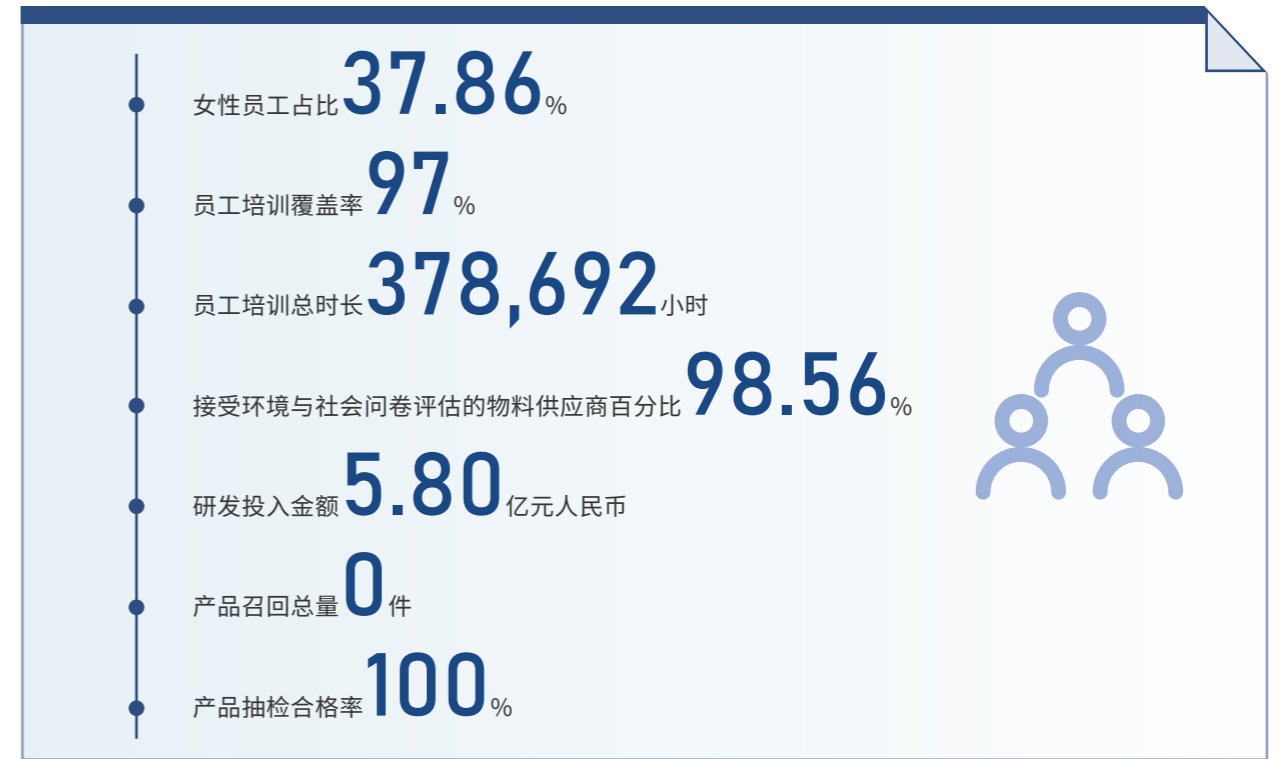 女性员工占比37.86%
员工培训覆盖率97%
员工培训总时长378,692小时
接受环境与社会问卷评估的物料供应商百分比98.56%
研发投入金额5.80亿元人民币
产品召回总量0件
产品抽检合格率100%